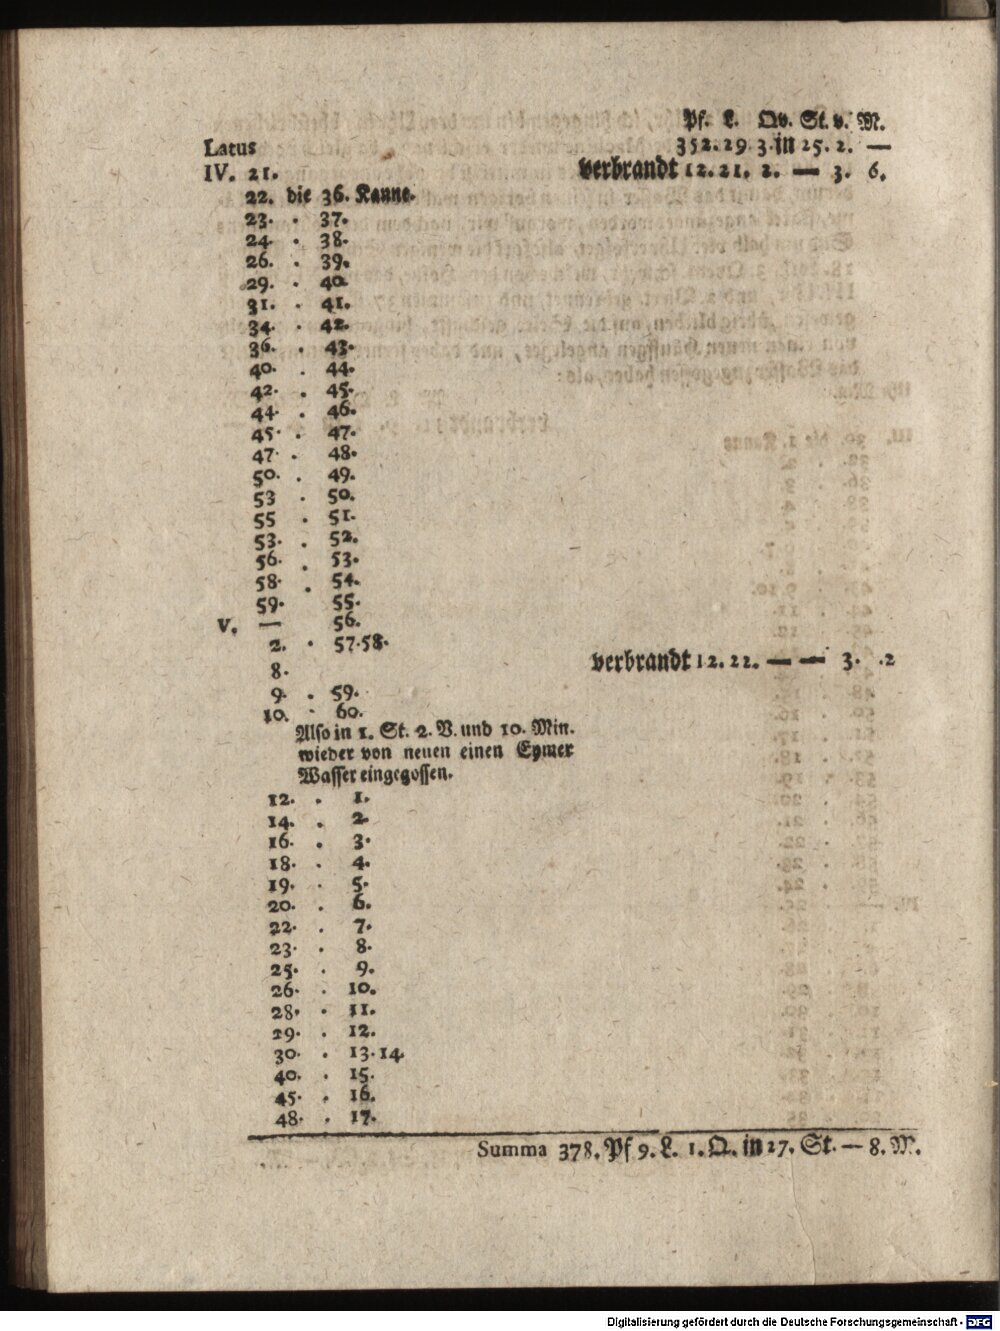 Pf. L. Qv. St. v. M.
Latus 352. 29 3. in 25. 2. —
IV. 21. verbrandt 12. 21. 2. — 3. 6.
22. die 36. Kanne.
23. . 37.
24. . 38.
26. . 39.
29. . 40.
31. . 41.
34. . 42.
36. . 43.
40. . 44.
42. . 45.
44. . 46.
45. . 47.
47. . 48.
50. . 49.
53 . 50.
55 . 51.
53. . 52.
56. . 53.
58. . 54.
59. 55.
V. — 56.
2. . 57. 58.
8. verbrandt 12. 22. — — 3. . 2
9. . 59.
10. . 60.
Also in 1. St. 2. V. und 10. Min.
wieder von neuen einen Eymer
Wasser eingegossen.
12. . 1.
14. . 2.
16. . 3.
18. . 4.
19. . 5.
20. . 6.
22. . 7.
23. . 8.
25. . 9.
26. . 10.
28. . 11.
29. . 12.
30. . 13. 14.
40. . 15.
45. . 16.
48. . 17.
Summa 378. Pf 9. L. 1. Q. in 27. St. — 8. M.
Digitalisierung gefördert durch die Deutsche Forschungsgemeinschaft - DFG